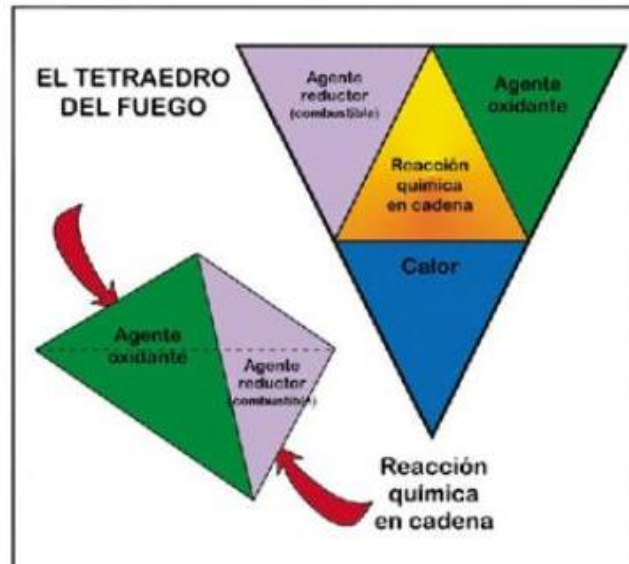 EL TETRAEDRO
DEL FUEGO
Agente
reductor
(combustible)
Agente
oxidante
Reacción
química
en cadena
Calor
Agente
oxidante
Agente
reductor
(combustible)
Reacción
química
en cadena